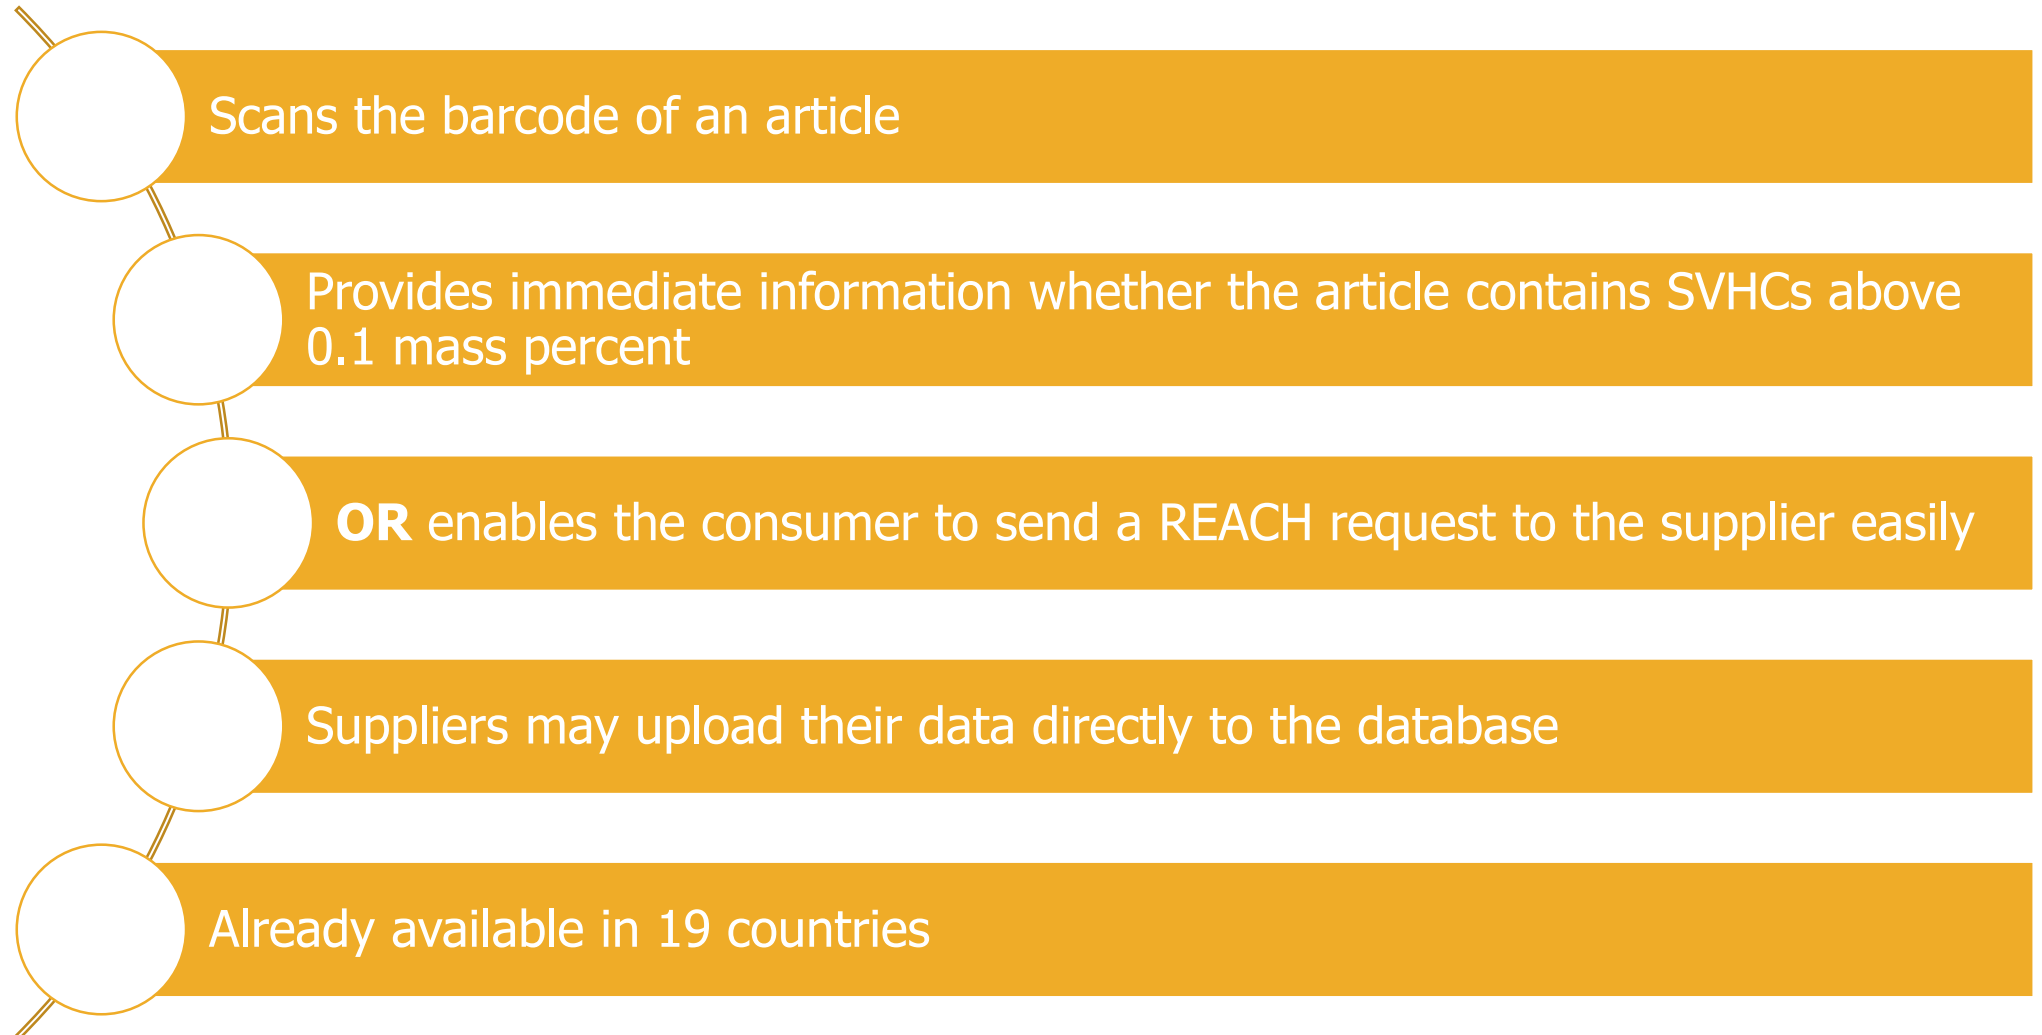 Scans the barcode of an article
Provides immediate information whether the article contains SVHCs above
0.1 mass percent
OR enables the consumer to send a REACH request to the supplier easily
Suppliers may upload their data directly to the database
Already available in 19 countries